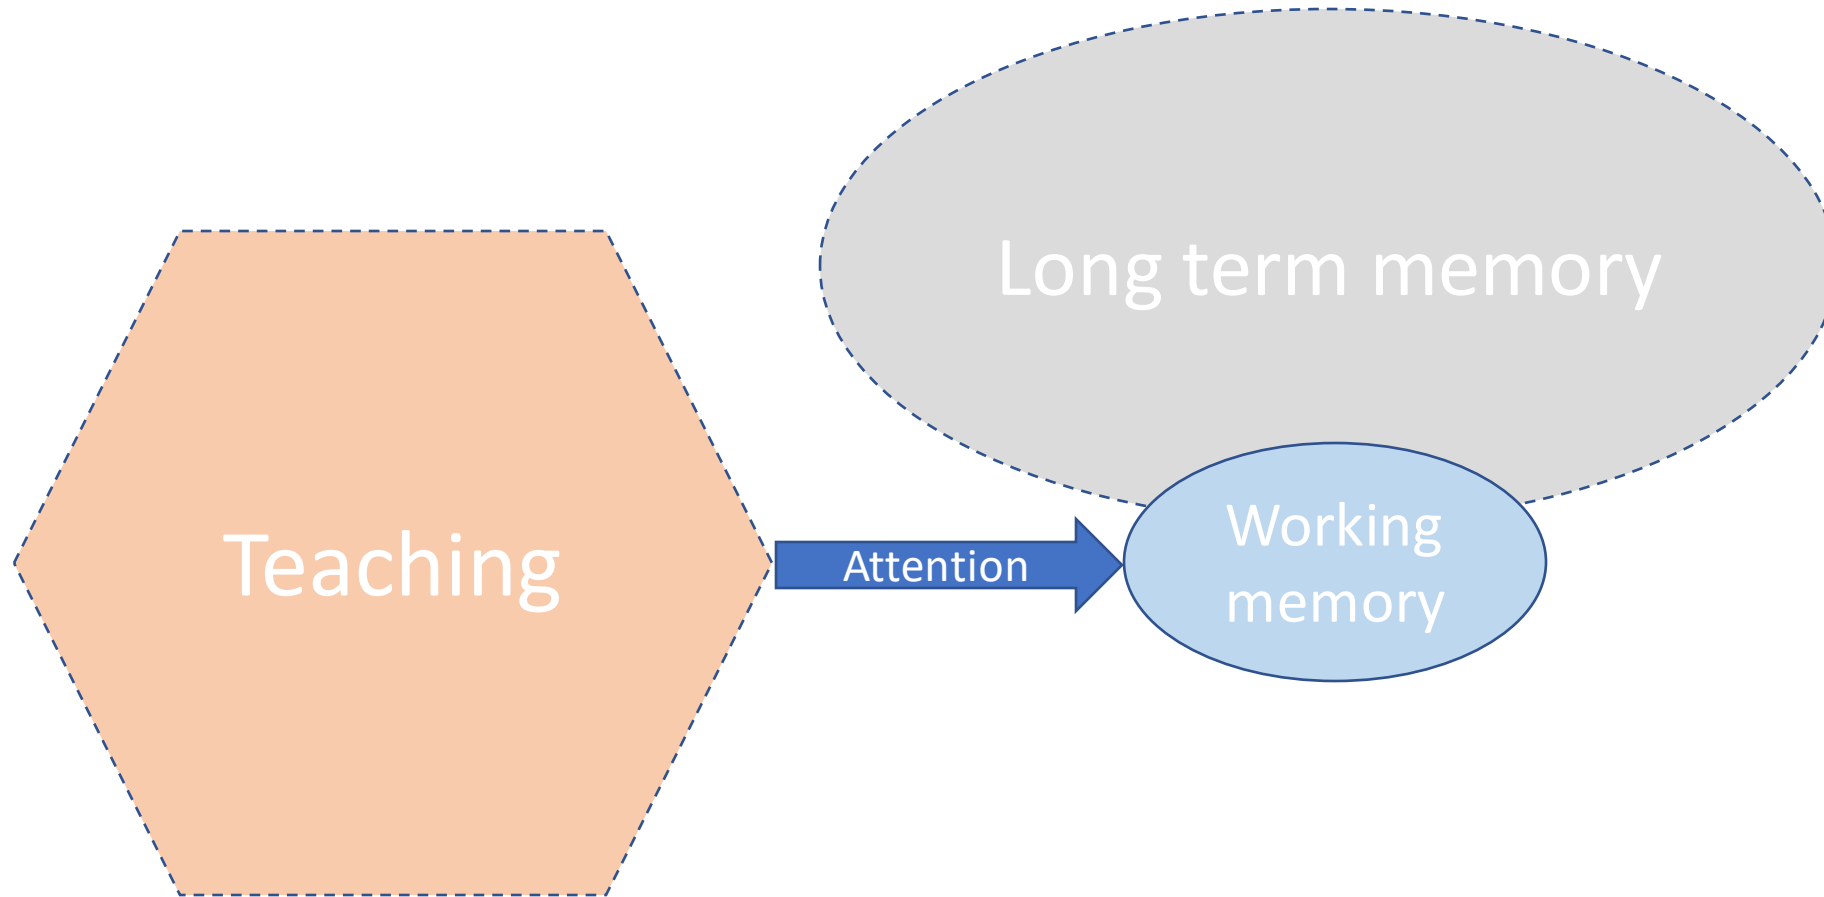 Long term memory
Teaching
Attention
Working
memory